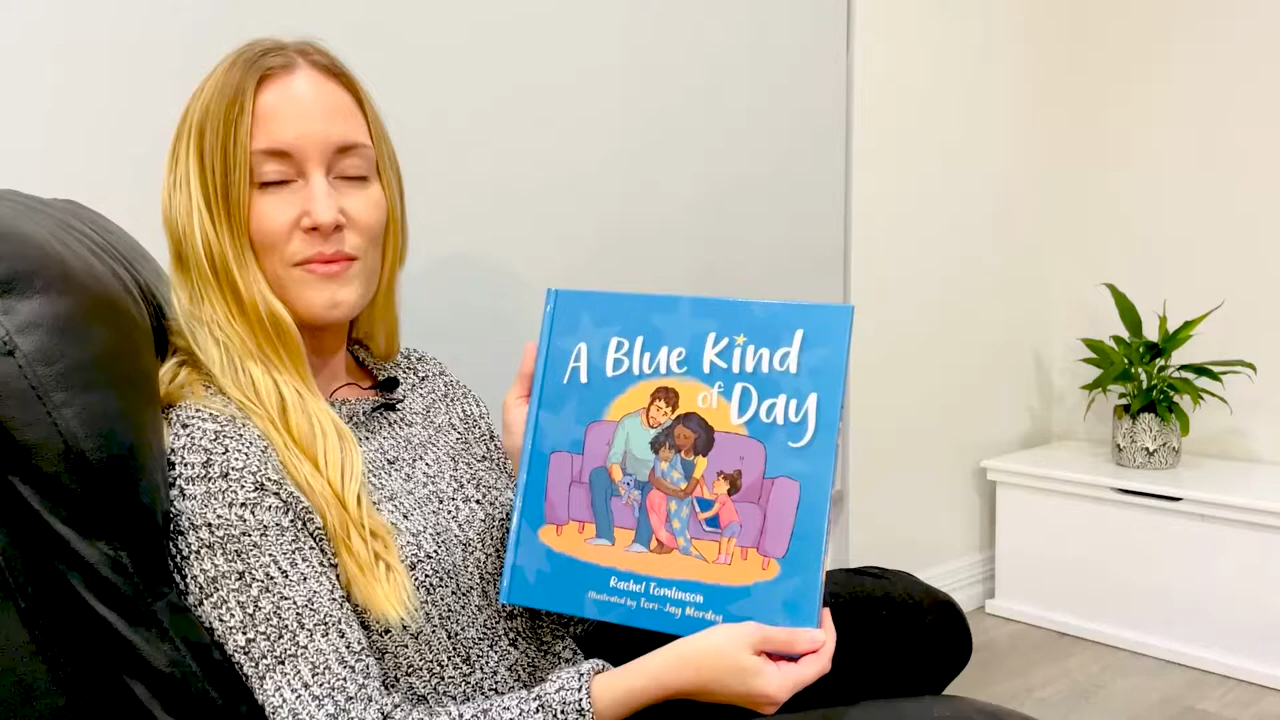 A Blue Kind
of Day
Rachel Tomlinson
Illustrated by Tori-Jay Mordey